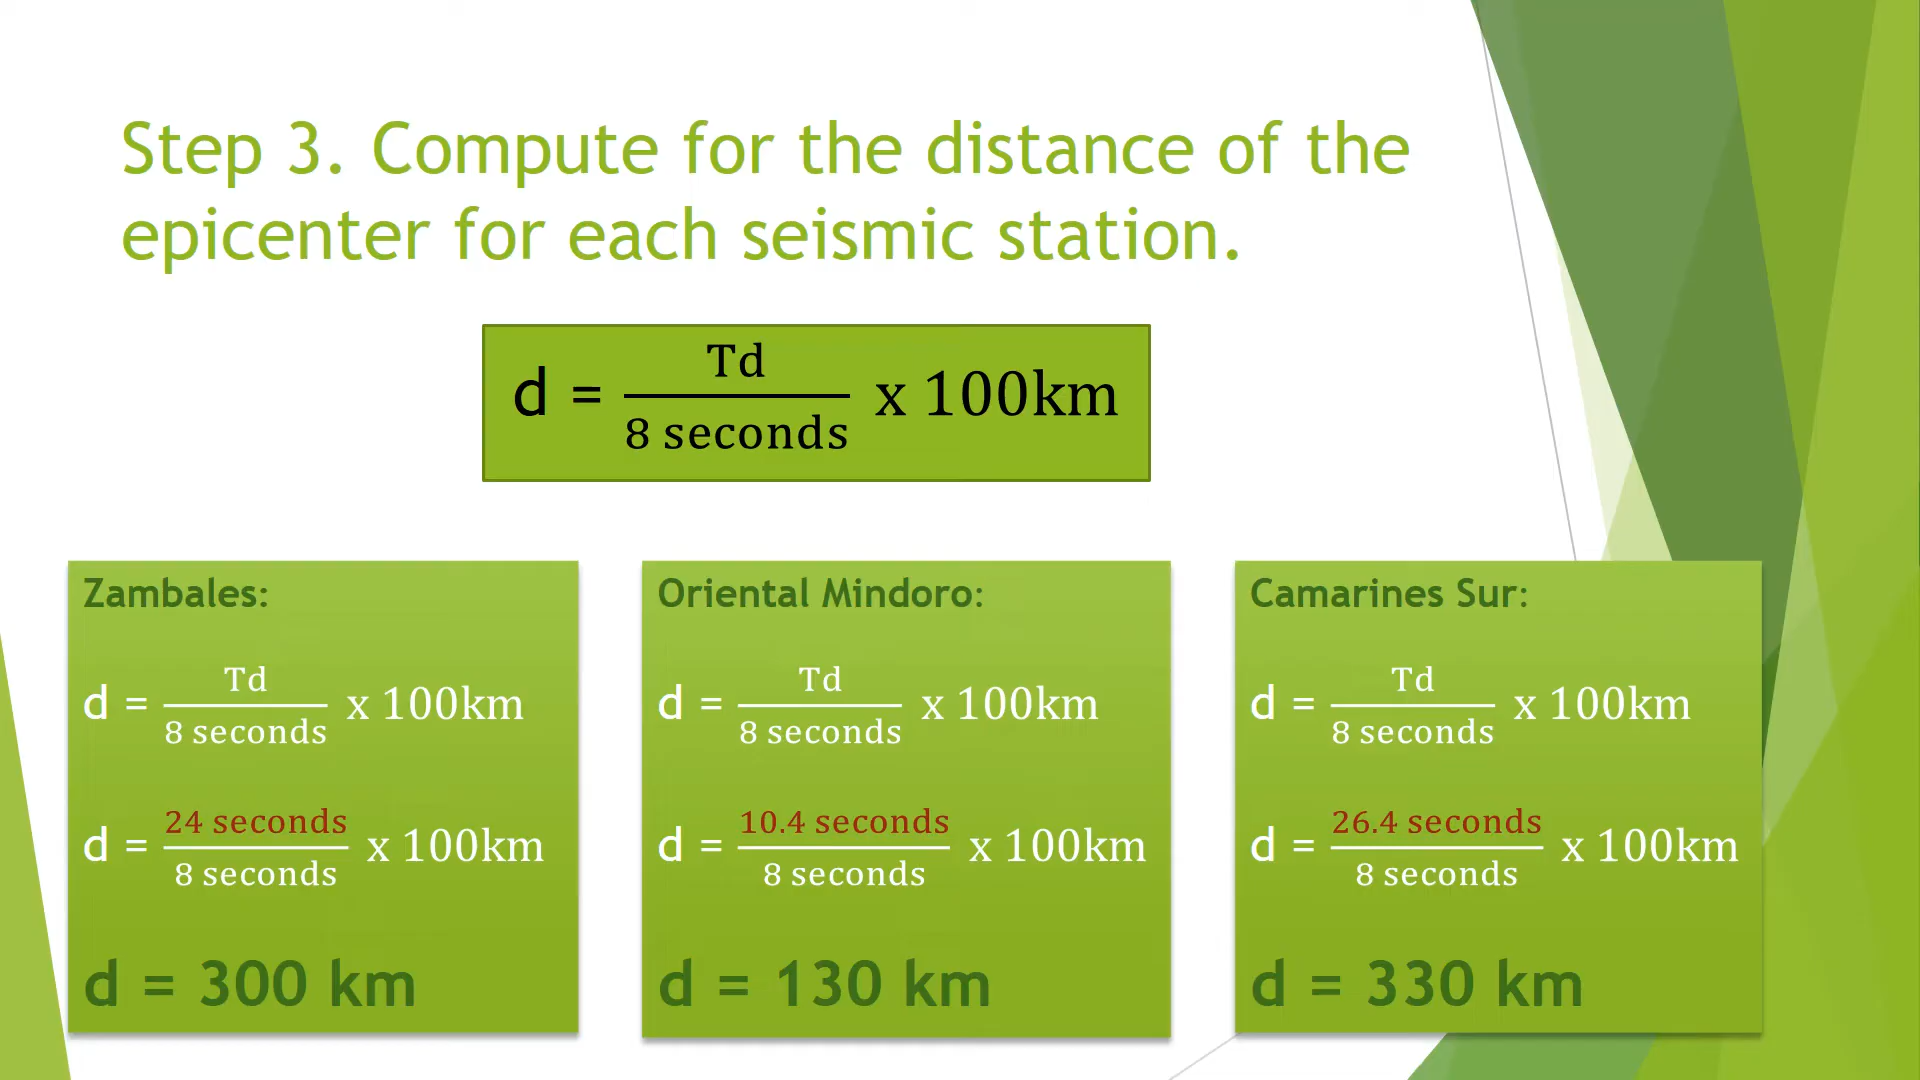 Step 3. Compute for the distance of the
epicenter for each seismic station.
d = Td / 8 seconds x 100km
Zambales:
d = Td / 8 seconds x 100km
d = 24 seconds / 8 seconds x 100km
d = 300 km
Oriental Mindoro:
d = Td / 8 seconds x 100km
d = 10.4 seconds / 8 seconds x 100km
d = 130 km
Camarines Sur:
d = Td / 8 seconds x 100km
d = 26.4 seconds / 8 seconds x 100km
d = 330 km